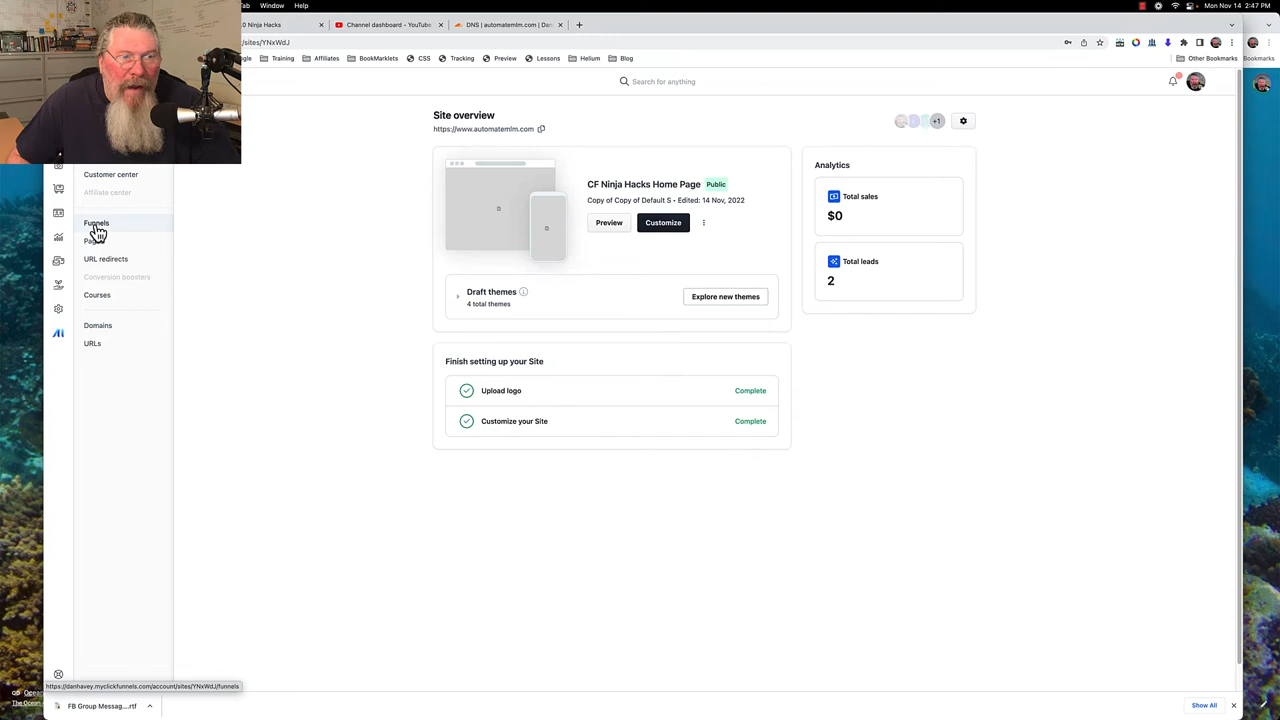 Tab Window Help
Mon Nov 14 2:47 PM
.0 Ninja Hacks
Channel dashboard - YouTube
DNS | automatemlm.com | Dan
/sites/YNxWdJ
Training
Affiliates
BookMarklets
CSS
Tracking
Preview
Lessons
Helium
Blog
Other Bookmarks
Bookmarks
Search for anything
Customer center
Affiliate center
Funnels
Pages
URL redirects
Conversion boosters
Courses
Domains
URLs
Site overview
https://www.automatemlm.com
+1
CF Ninja Hacks Home Page Public
Copy of Copy of Default S • Edited: 14 Nov, 2022
Preview
Customize
Draft themes
4 total themes
Explore new themes
Finish setting up your Site
Upload logo Complete
Customize your Site Complete
Analytics
Total sales
$0
Total leads
2
https://danhavey.myclickfunnels.com/account/sites/YNxWdJ/funnels
FB Group Messag....rtf
Show All